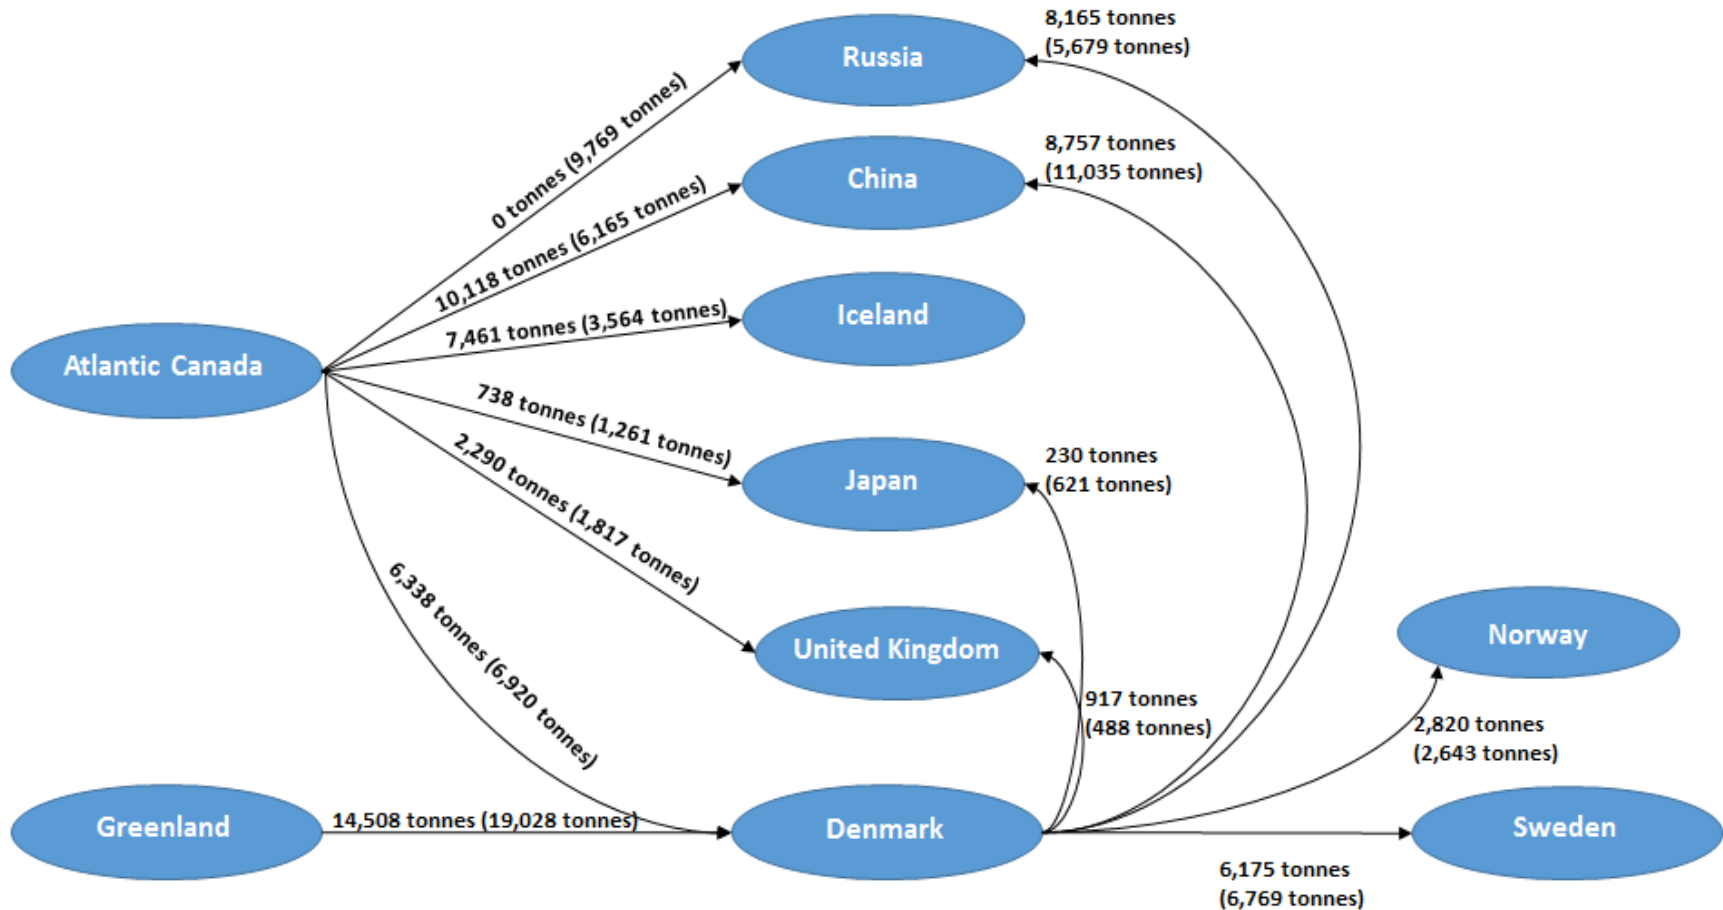 8,165 tonnes
(5,679 tonnes)
Russia
0 tonnes (9,769 tonnes)
8,757 tonnes
(11,035 tonnes)
China
10,118 tonnes (6,165 tonnes)
Iceland
7,461 tonnes (3,564 tonnes)
Atlantic Canada
738 tonnes (1,261 tonnes)
230 tonnes
(621 tonnes)
Japan
2,290 tonnes (1,817 tonnes)
6,338 tonnes (6,920 tonnes)
United Kingdom
Norway
917 tonnes
(488 tonnes)
2,820 tonnes
(2,643 tonnes)
Greenland
14,508 tonnes (19,028 tonnes)
Denmark
Sweden
6,175 tonnes
(6,769 tonnes)